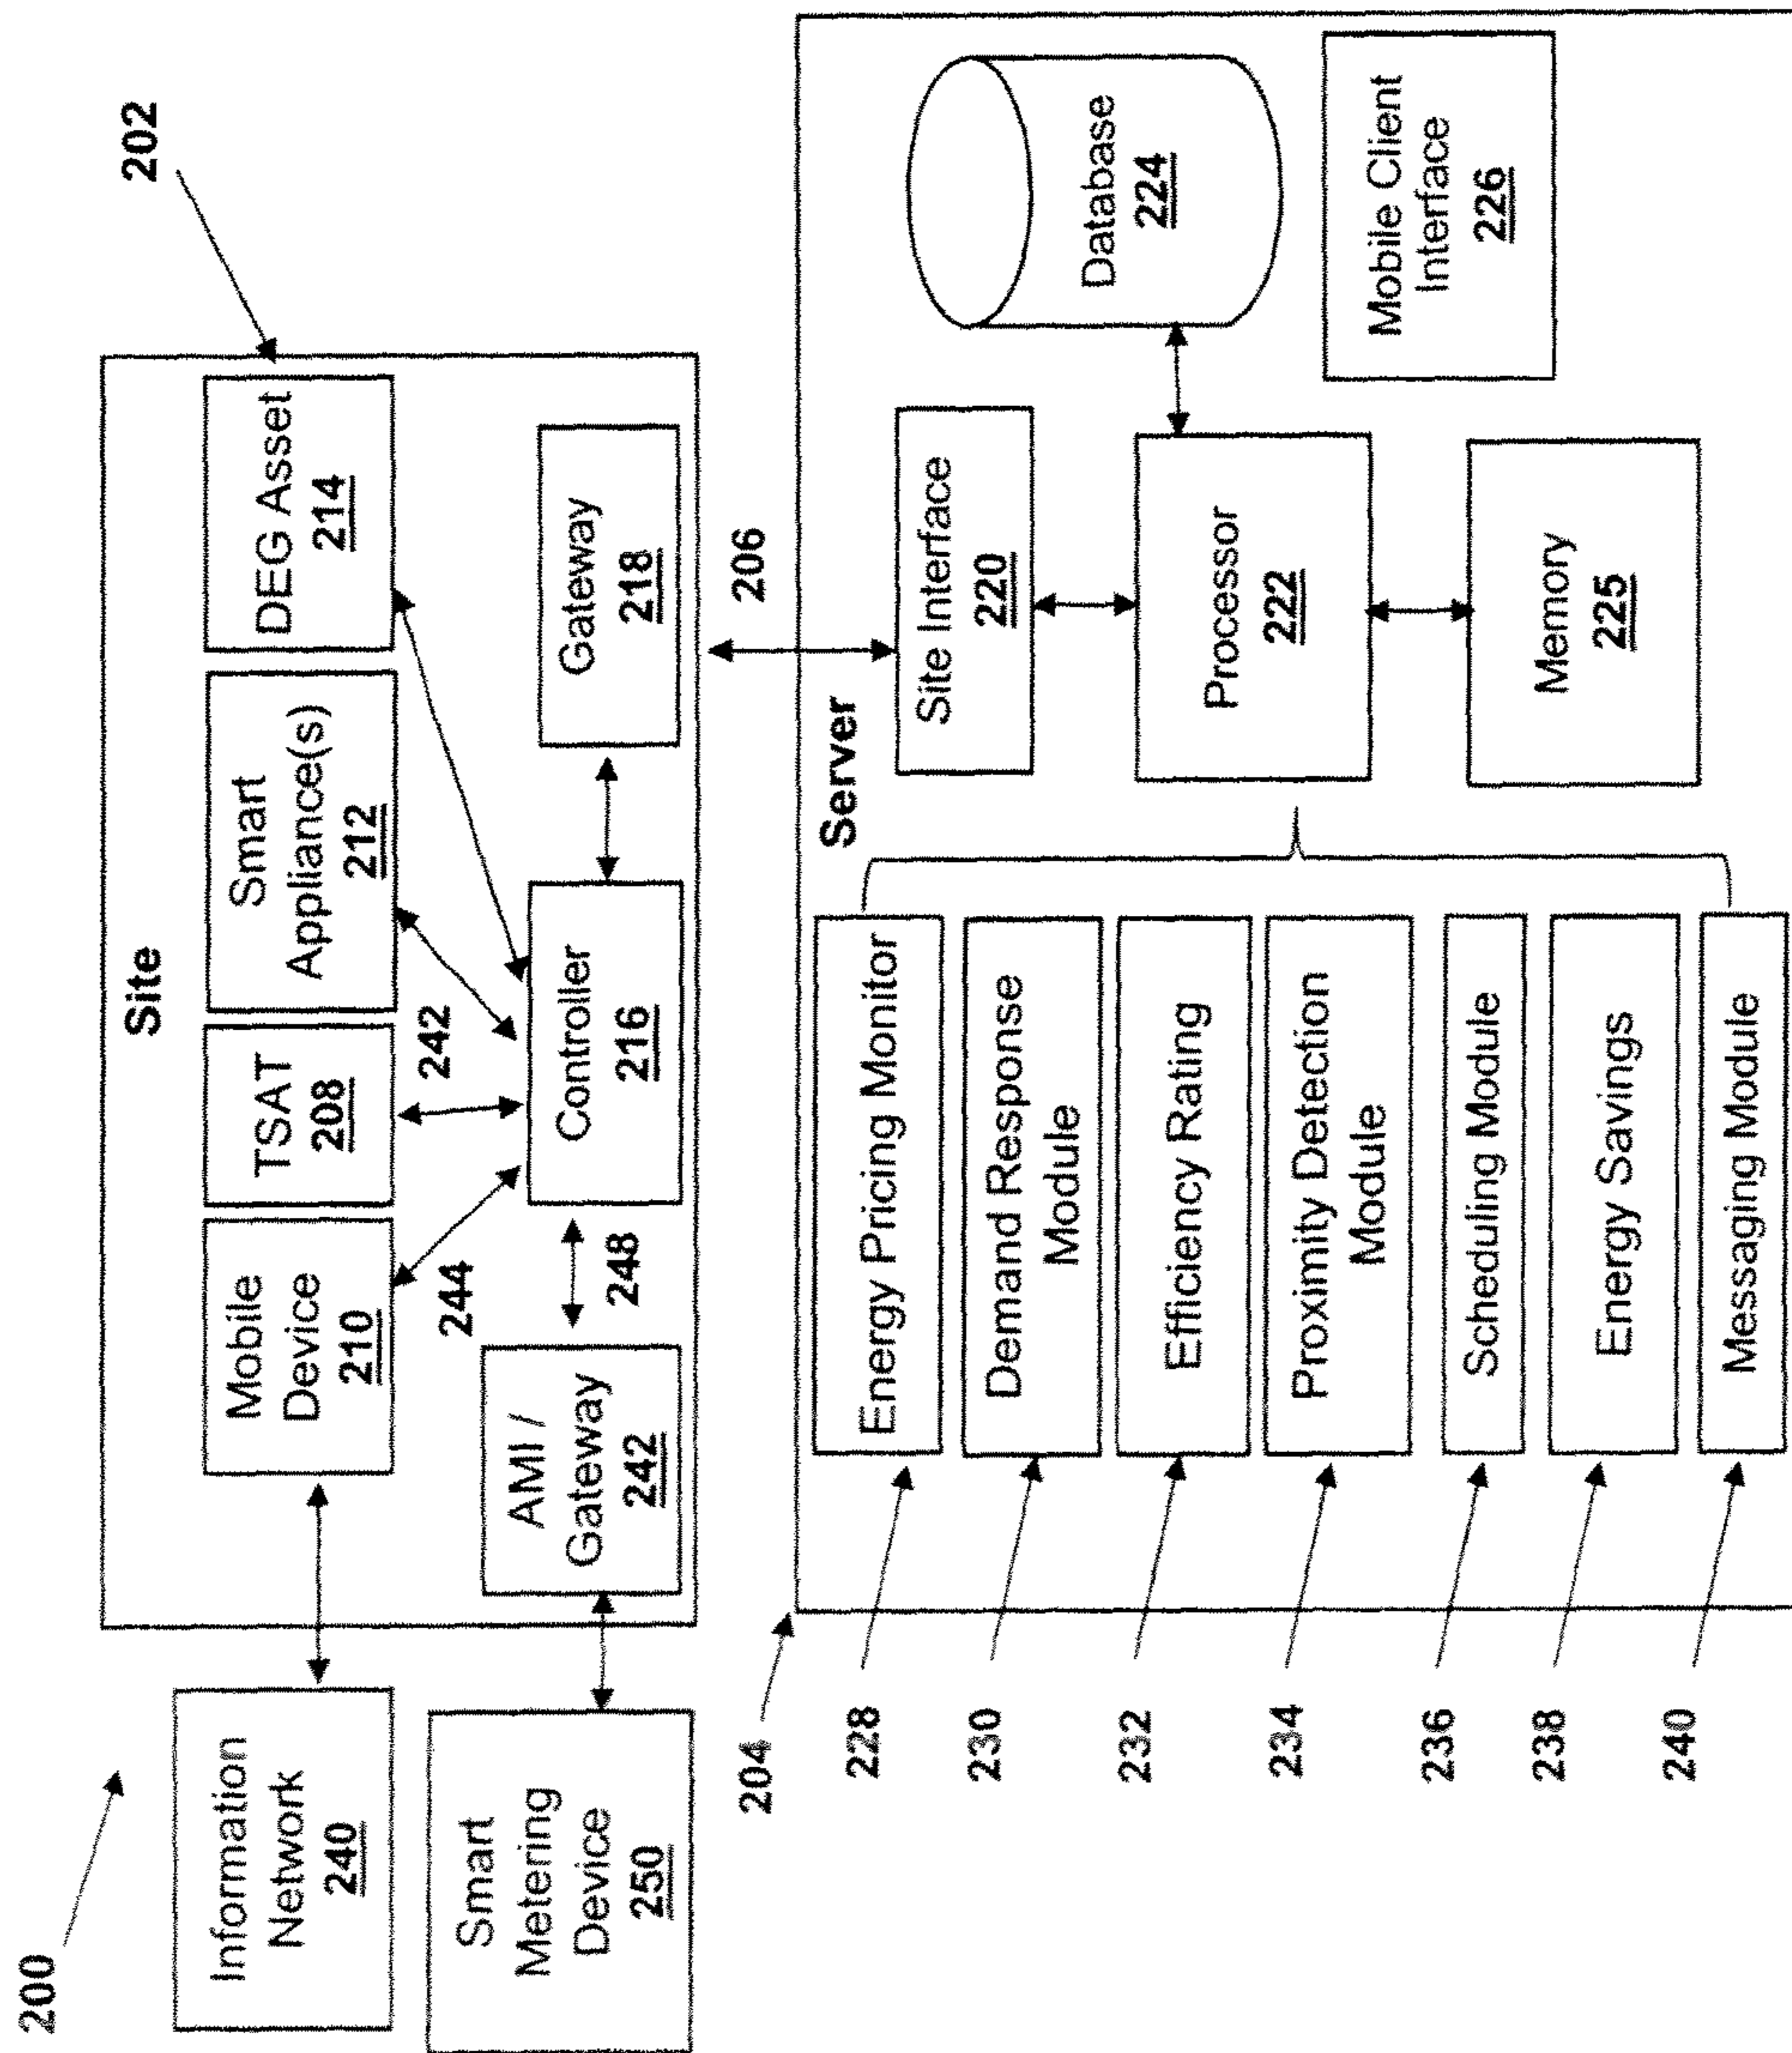 200
Information
Network
240
Smart
Metering
Device
250
Site
202
Mobile
Device
210
TSAT
208
Smart
Appliance(s)
212
DEG Asset
214
244
242
AMI /
Gateway
242
248
Controller
216
Gateway
218
206
204
Server
228
Energy Pricing Monitor
230
Demand Response
Module
232
Efficiency Rating
234
Proximity Detection
Module
236
Scheduling Module
238
Energy Savings
240
Messaging Module
Site Interface
220
Processor
222
Memory
225
Database
224
Mobile Client
Interface
226